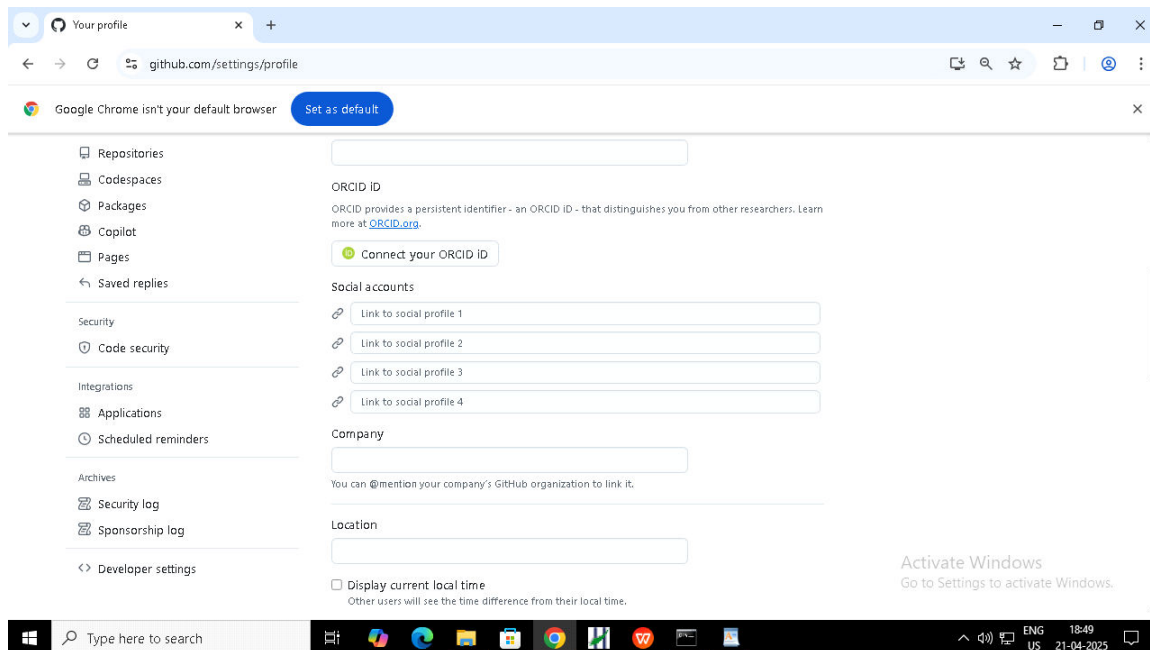 Your profile
github.com/settings/profile
Google Chrome isn't your default browser
Set as default
Repositories
Codespaces
Packages
Copilot
Pages
Saved replies
Security
Code security
Integrations
Applications
Scheduled reminders
Archives
Security log
Sponsorship log
Developer settings
ORCID iD
ORCID provides a persistent identifier - an ORCID iD - that distinguishes you from other researchers. Learn
more at ORCID.org.
iD
Connect your ORCID iD
Social accounts
Link to social profile 1
Link to social profile 2
Link to social profile 3
Link to social profile 4
Company
You can @mention your company's GitHub organization to link it.
Location
Display current local time
Other users will see the time difference from their local time.
Activate Windows
Go to Settings to activate Windows.
Type here to search
ENG
US
18:49
21-04-2025